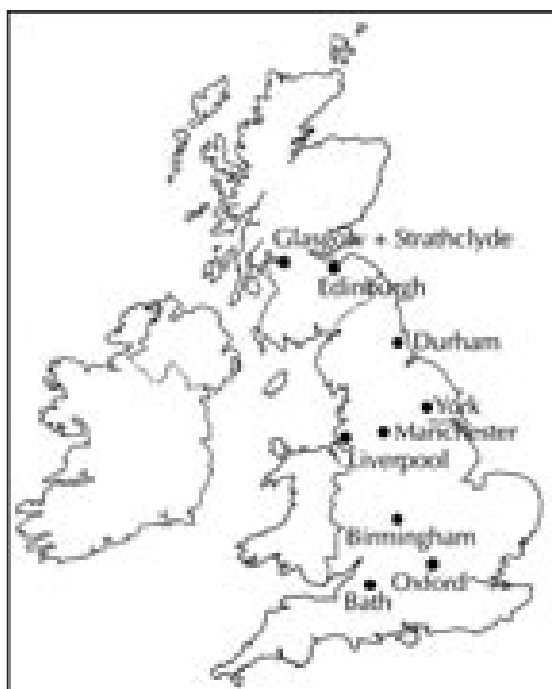 Glasgow + Strathclyde
Edinburgh
Durham
York
Manchester
Liverpool
Birmingham
Oxford
Bath